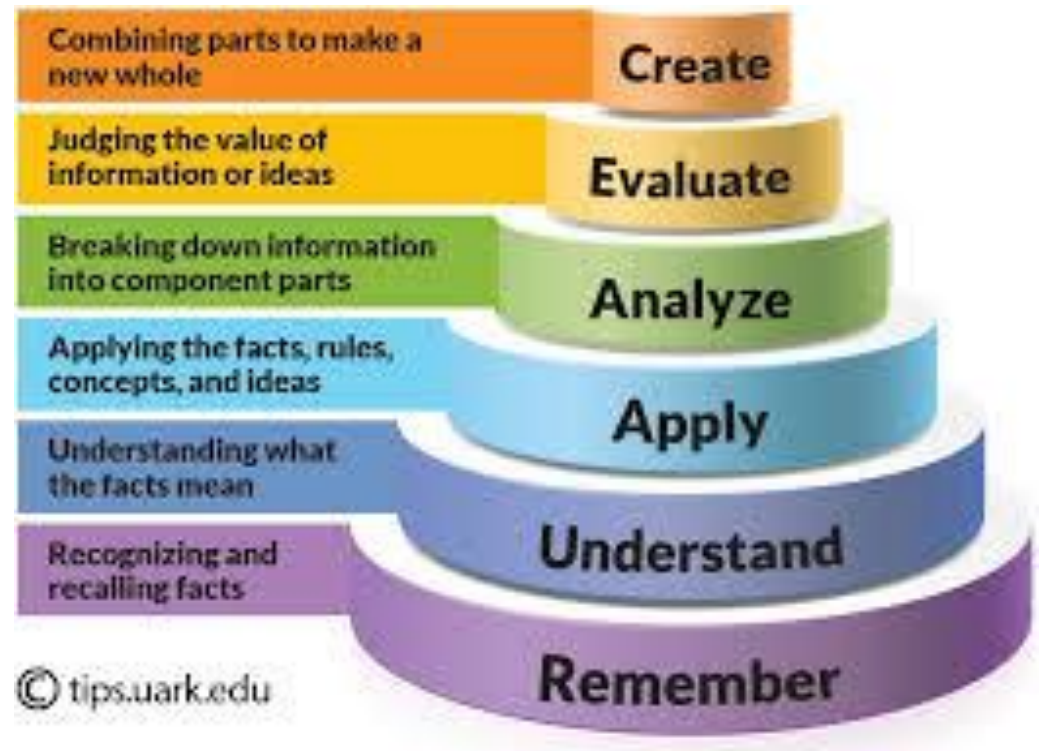 Combining parts to make a
new whole
Create
Judging the value of
information or ideas
Evaluate
Breaking down information
into component parts
Analyze
Applying the facts, rules,
concepts, and ideas
Apply
Understanding what
the facts mean
Understand
Recognizing and
recalling facts
Remember
© tips.uark.edu